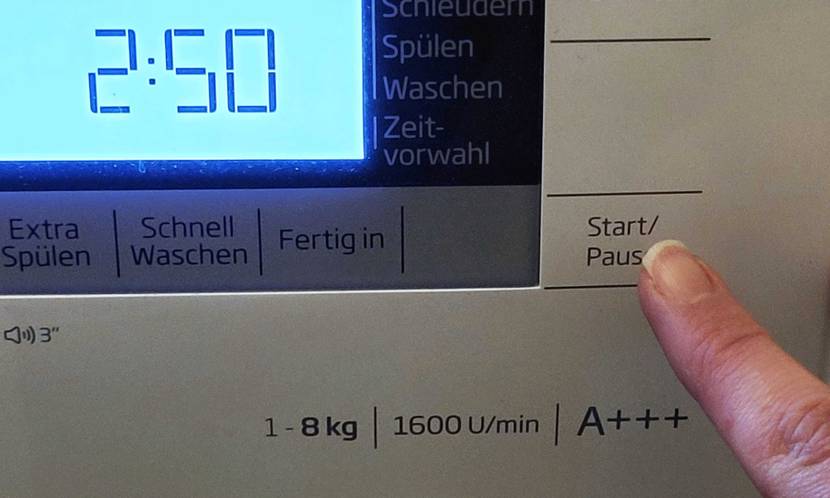 2:50
Schleudern
Spülen
Waschen
Zeit-
vorwahl
Extra
Spülen
Schnell
Waschen
Fertig in
Start/
Paus
3"
1 - 8 kg | 1600 U/min | A+++